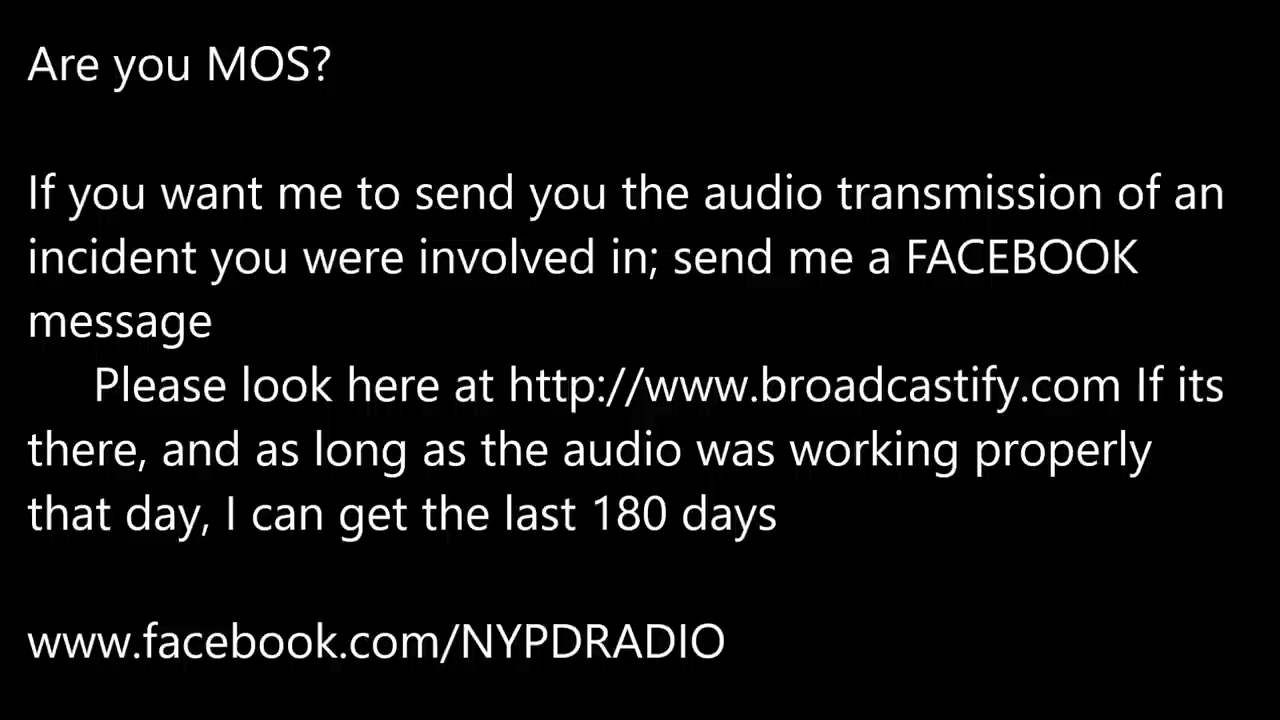 Are you MOS?
If you want me to send you the audio transmission of an
incident you were involved in; send me a FACEBOOK
message
Please look here at http://www.broadcastify.com If its
there, and as long as the audio was working properly
that day, I can get the last 180 days
www.facebook.com/NYPDRADIO